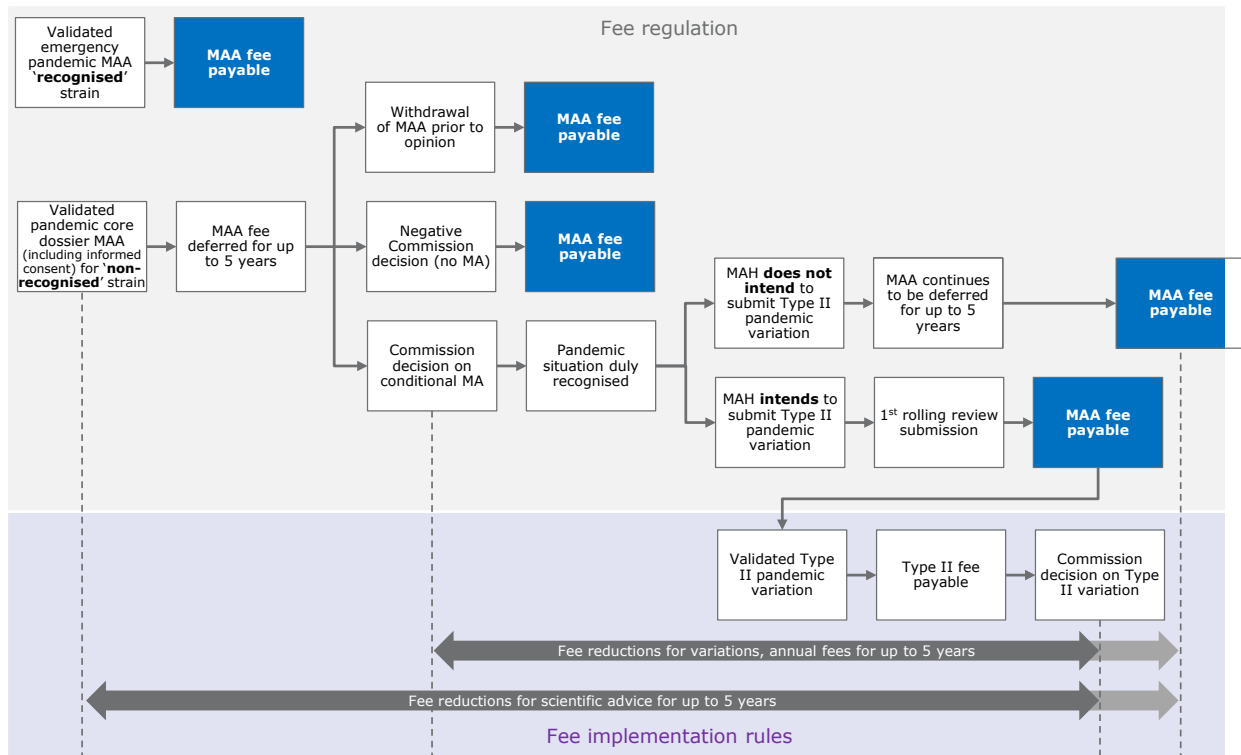 Fee regulation
Validated
emergency
pandemic MAA
‘recognised’
strain
MAA fee
payable
Withdrawal
of MAA prior to
opinion
MAA fee
payable
Validated
pandemic core
dossier MAA
(including informed
consent) for ‘non-
recognised’ strain
MAA fee
deferred for up
to 5 years
Negative
Commission
decision (no MA)
MAA fee
payable
Commission
decision on
conditional MA
Pandemic
situation duly
recognised
MAH does not
intend to
submit Type II
pandemic
variation
MAA continues
to be deferred
for up to 5
yreares
MAA fee
payable
MAH intends to
submit Type II
pandemic
variation
1st rolling review
submission
MAA fee
payable
Validated Type
II pandemic
variation
Type II fee
payable
Commission
decision on Type
II variation
Fee reductions for variations, annual fees for up to 5 years
Fee reductions for scientific advice for up to 5 years
Fee implementation rules